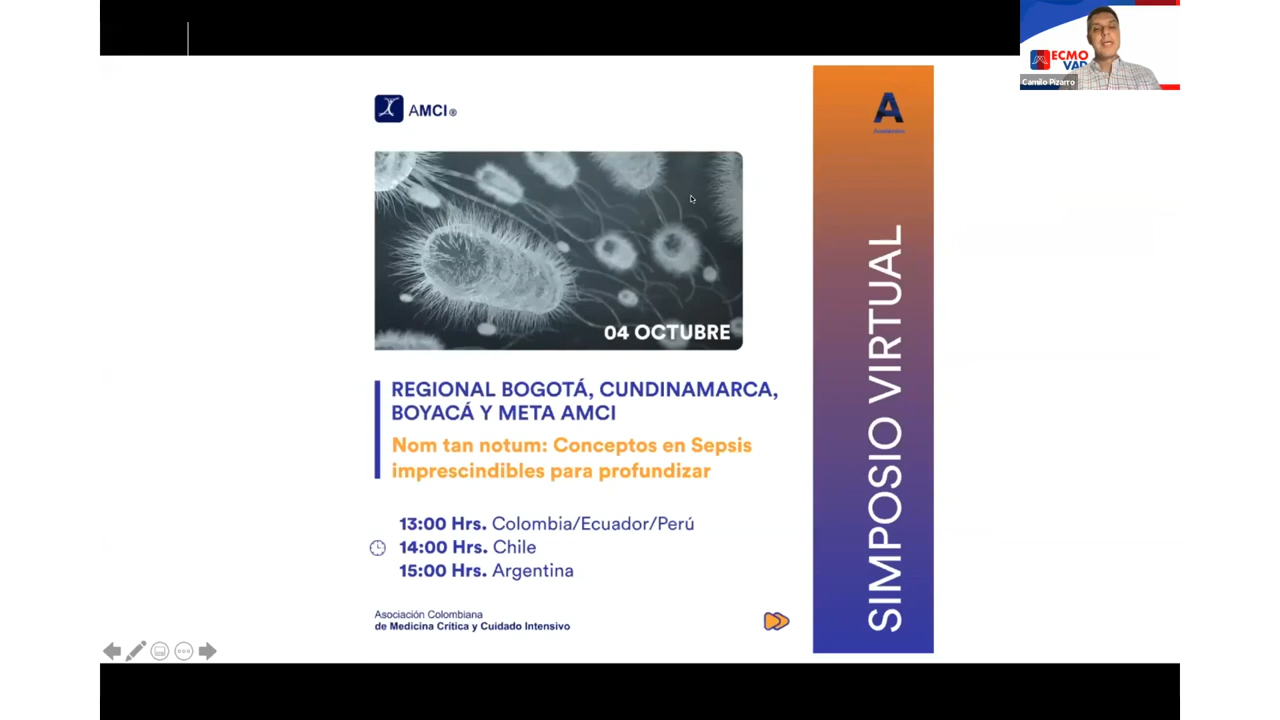 AMCI®
A
Académico
04 OCTUBRE
REGIONAL BOGOTÁ, CUNDINAMARCA,
BOYACÁ Y META AMCI
Nom tan notum: Conceptos en Sepsis
imprescindibles para profundizar
13:00 Hrs. Colombia/Ecuador/Perú
14:00 Hrs. Chile
15:00 Hrs. Argentina
Asociación Colombiana
de Medicina Crítica y Cuidado Intensivo
SIMPOSIO VIRTUAL
ECMO
VAD
Camilo Pizarro